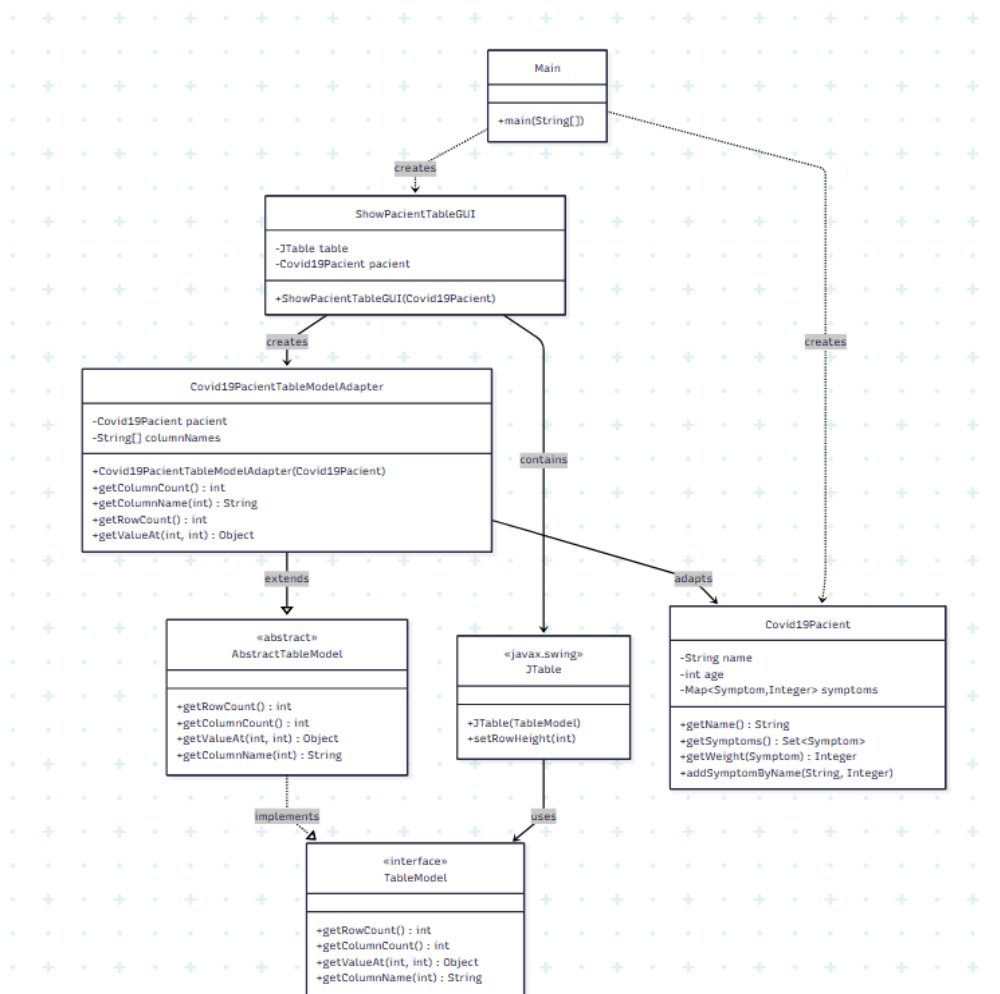 Main
+main(String[])
creates
ShowPacientTableGUI
-JTable table
-Covid19Pacient pacient
+ShowPacientTableGUI(Covid19Pacient)
creates
creates
Covid19PacientTableModelAdapter
-Covid19Pacient pacient
-String[] columnNames
+Covid19PacientTableModelAdapter(Covid19Pacient)
+getColumnCount() : int
+getColumnName(int) : String
+getRowCount() : int
+getValueAt(int, int) : Object
contains
extends
adapts
«abstract»
AbstractTableModel
+getRowCount() : int
+getColumnCount() : int
+getValueAt(int, int) : Object
+getColumnName(int) : String
«javax.swing»
JTable
+JTable(TableModel)
+setRowHeight(int)
Covid19Pacient
-String name
-int age
-Map<Symptom,Integer> symptoms
+getName() : String
+getSymptoms() : Set<Symptom>
+getWeight(Symptom) : Integer
+addSymptomByName(String, Integer)
implements
uses
«interface»
TableModel
+getRowCount() : int
+getColumnCount() : int
+getValueAt(int, int) : Object
+getColumnName(int) : String